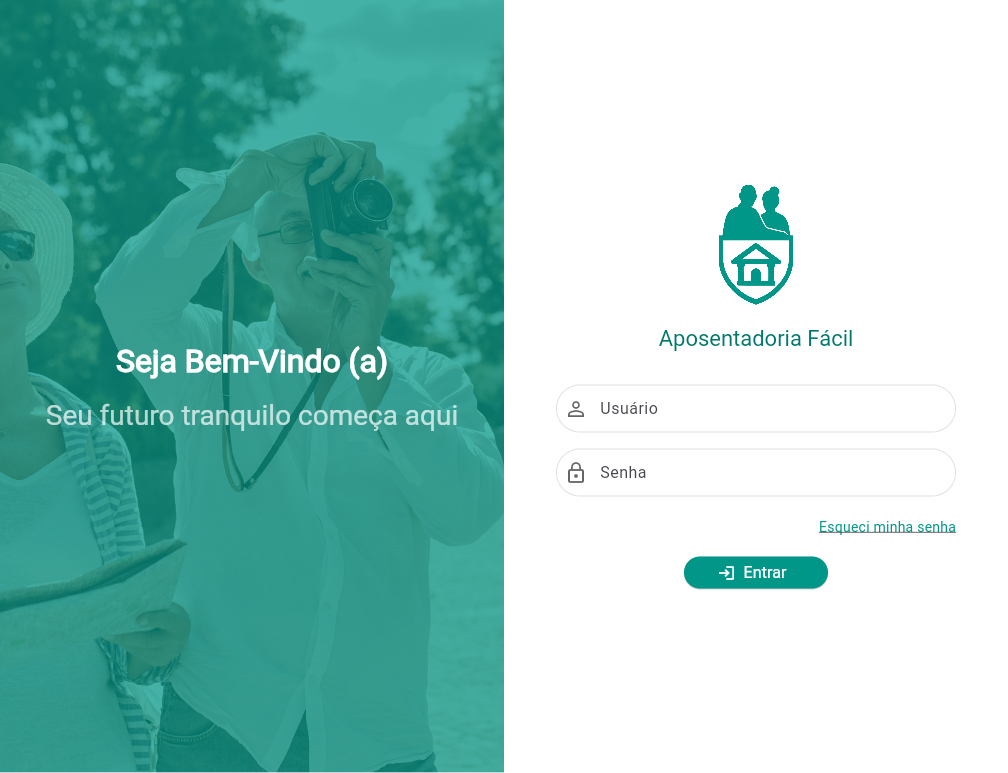 Seja Bem-Vindo (a)
Seu futuro tranquilo começa aqui
Aposentadoria Fácil
Usuário
Senha
Esqueci minha senha
Entrar